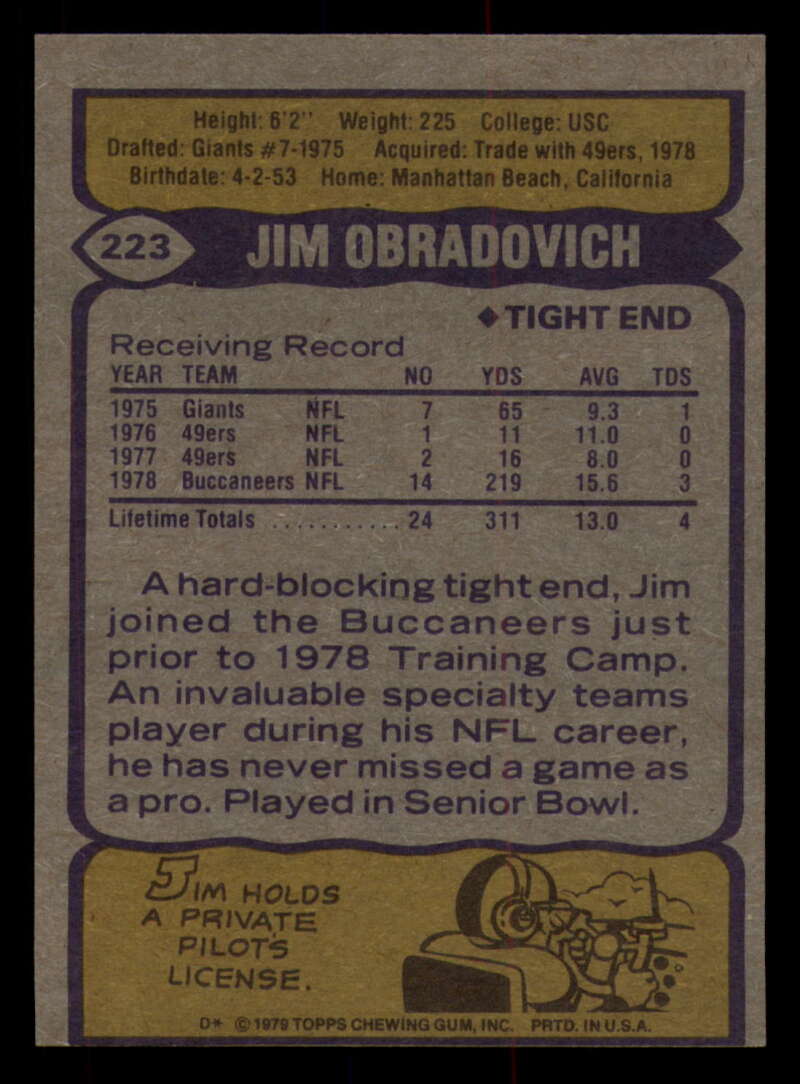 Height: 6'2" Weight: 225 College: USC
Drafted: Giants #7-1975 Acquired: Trade with 49ers, 1978
Birthdate: 4-2-53 Home: Manhattan Beach, California
223 JIM OBRADOVICH
◆TIGHT END
Receiving Record
YEAR TEAM NO YDS AVG TDS
1975 Giants NFL 7 65 9.3 1
1976 49ers NFL 1 11 11.0 0
1977 49ers NFL 2 16 8.0 0
1978 Buccaneers NFL 14 219 15.6 3
Lifetime Totals ........... 24 311 13.0 4
A hard-blocking tight end, Jim
joined the Buccaneers just
prior to 1978 Training Camp.
An invaluable specialty teams
player during his NFL career,
he has never missed a game as
a pro. Played in Senior Bowl.
JIM HOLDS
A PRIVATE
PILOT'S
LICENSE.
D* © 1979 TOPPS CHEWING GUM, INC. PRTD. IN U.S.A.